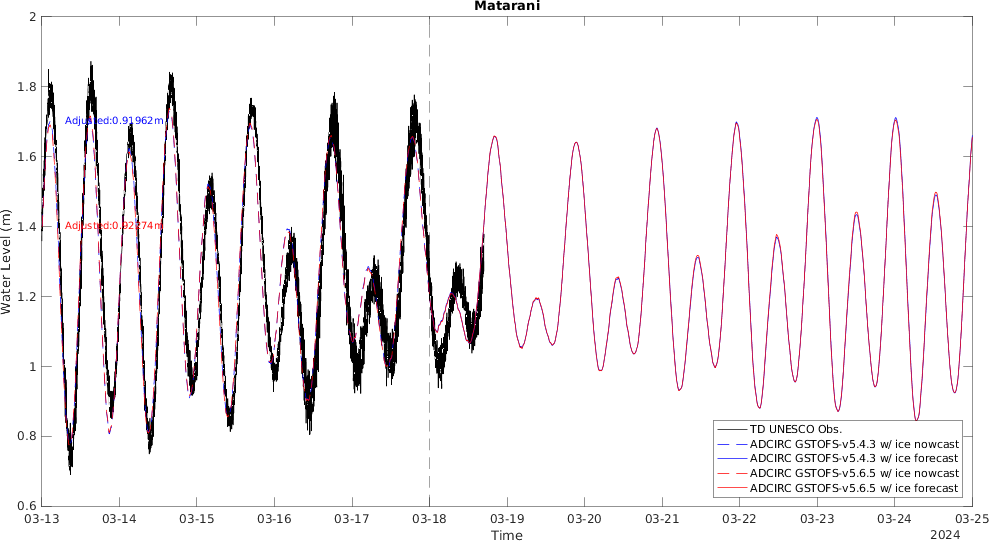 Matarani
Water Level (m)
2
1.8
1.6
1.4
1.2
1
0.8
0.6
Adjusted:0.91962m
Adjusted:0.92274m
TD UNESCO Obs.
ADCIRC GSTOFS-v5.4.3 w/ ice nowcast
ADCIRC GSTOFS-v5.4.3 w/ ice forecast
ADCIRC GSTOFS-v5.6.5 w/ ice nowcast
ADCIRC GSTOFS-v5.6.5 w/ ice forecast
03-13 03-14 03-15 03-16 03-17 03-18 03-19 03-20 03-21 03-22 03-23 03-24 03-25
Time
2024